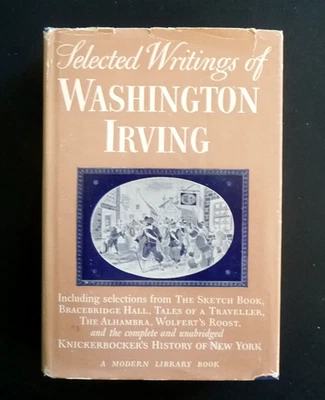 Selected Writings of
WASHINGTON
IRVING
Including selections from THE SKETCH BOOK,
BRACEBRIDGE HALL, TALES OF A TRAVELLER,
THE ALHAMBRA, WOLFERT'S ROOST,
and the complete and unabridged
KNICKERBOCKER'S HISTORY OF NEW YORK
A MODERN LIBRARY BOOK